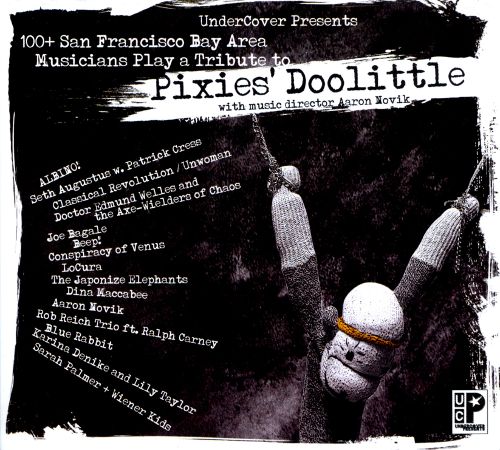 UnderCover Presents
100+ San Francisco Bay Area
Musicians Play a Tribute to
Pixies' Doolittle
with music director Aaron Novik
ALBINO!
Seth Augustus w. Patrick Cress
Classical Revolution / Unwoman
Doctor Edmund Welles and
the Axe-Wielders of Chaos
Joe Bagale
Beep!
Conspiracy of Venus
LoCura
The Japonize Elephants
Dina Maccabee
Aaron Novik
Rob Reich Trio ft. Ralph Carney
Blue Rabbit
Karina Denike and Lily Taylor
Sarah Palmer + Wiener Kids
UC P
UNDERCOVER
PRESENTS